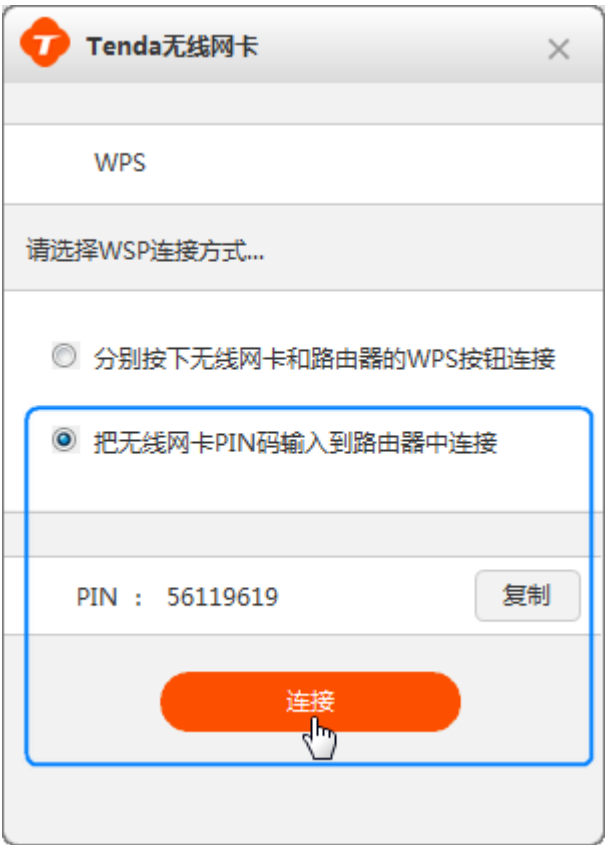 Tenda无线网卡
WPS
请选择WSP连接方式...
分别按下无线网卡和路由器的WPS按钮连接
把无线网卡PIN码输入到路由器中连接
PIN : 56119619 复制
连接